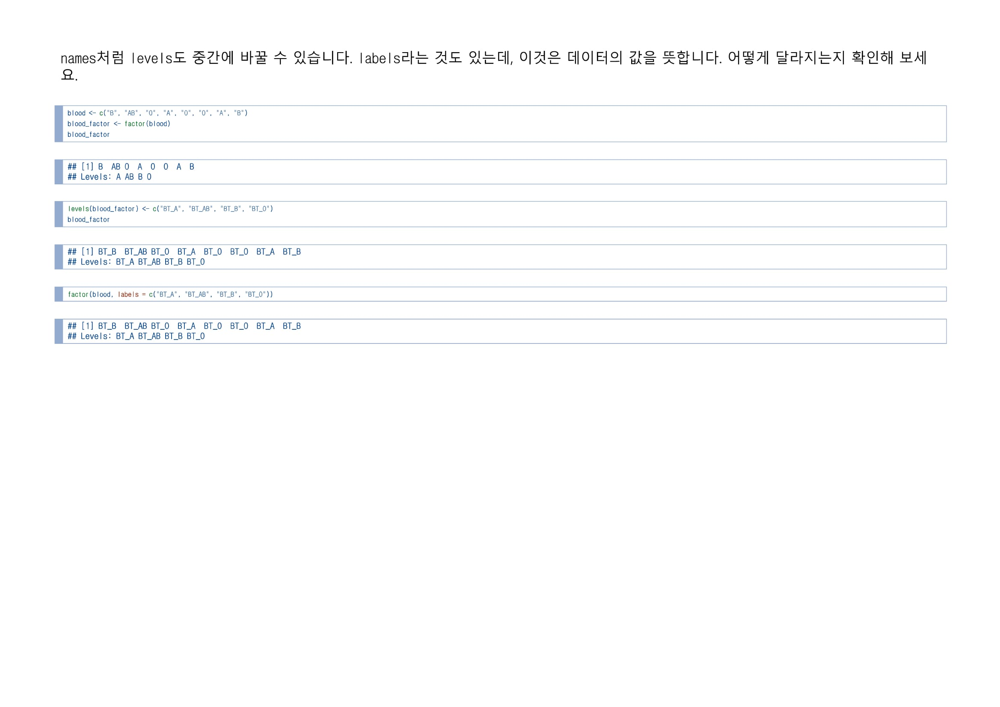 names처럼 levels도 중간에 바꿀 수 있습니다. labels라는 것도 있는데, 이것은 데이터의 값을 뜻합니다. 어떻게 달라지는지 확인해 보세
요.
blood <- c("B", "AB", "O", "A", "O", "O", "A", "B")
blood_factor <- factor(blood)
blood_factor
## [1] B  AB O  A  O  O  A  B
## Levels: A AB B O
levels(blood_factor) <- c("BT_A", "BT_AB", "BT_B", "BT_O")
blood_factor
## [1] BT_B  BT_AB BT_O  BT_A  BT_O  BT_O  BT_A  BT_B
## Levels: BT_A BT_AB BT_B BT_O
factor(blood, labels = c("BT_A", "BT_AB", "BT_B", "BT_O"))
## [1] BT_B  BT_AB BT_O  BT_A  BT_O  BT_O  BT_A  BT_B
## Levels: BT_A BT_AB BT_B BT_O